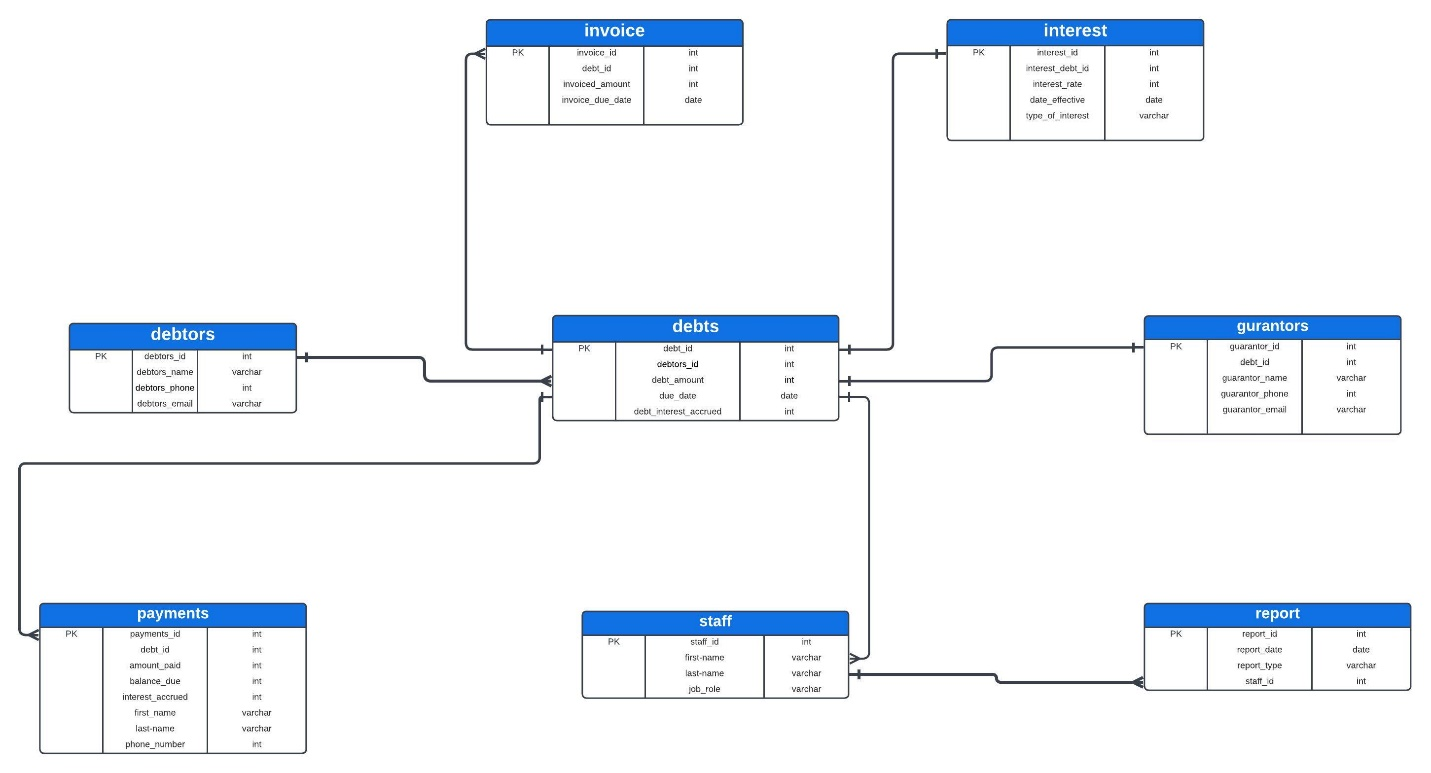 invoice
PK invoice_id int
debt_id int
invoiced_amount int
invoice_due_date date
interest
PK interest_id int
interest_debt_id int
interest_rate int
date_effective date
type_of_interest varchar
debtors
PK debtors_id int
debtors_name varchar
debtors_phone int
debtors_email varchar
debts
PK debt_id int
debtors_id int
debt_amount int
due_date date
debt_interest_accrued int
gurantors
PK guarantor_id int
debt_id int
guarantor_name varchar
guarantor_phone int
guarantor_email varchar
payments
PK payments_id int
debt_id int
amount_paid int
balance_due int
interest_accrued int
first_name varchar
last-name varchar
phone_number int
staff
PK staff_id int
first-name varchar
last-name varchar
job_role varchar
report
PK report_id int
report_date date
report_type varchar
staff_id int